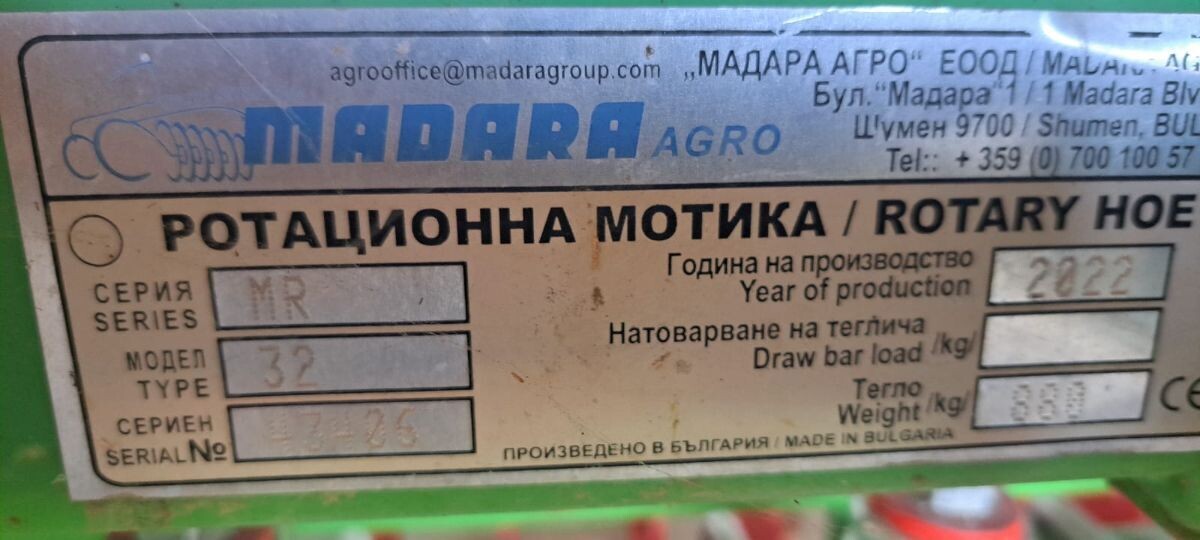 agrooffice@madaragroup.com „МАДАРА АГРО“ ЕООД / MADARA AG
Бул.“Мадара“1 / 1 Madara Blv
Шумен 9700 / Shumen, BUL
Tel:: + 359 (0) 700 100 57
MADARA AGRO
РОТАЦИОННА МОТИКА / ROTARY HOE
СЕРИЯ
SERIES
MR
МОДЕЛ
TYPE
32
СЕРИЕН
SERIAL №
Година на производство
Year of production
2022
Натоварване на теглича
Draw bar load /kg/
Тегло
Weight /kg/
ПРОИЗВЕДЕНО В БЪЛГАРИЯ / MADE IN BULGARIA
CE